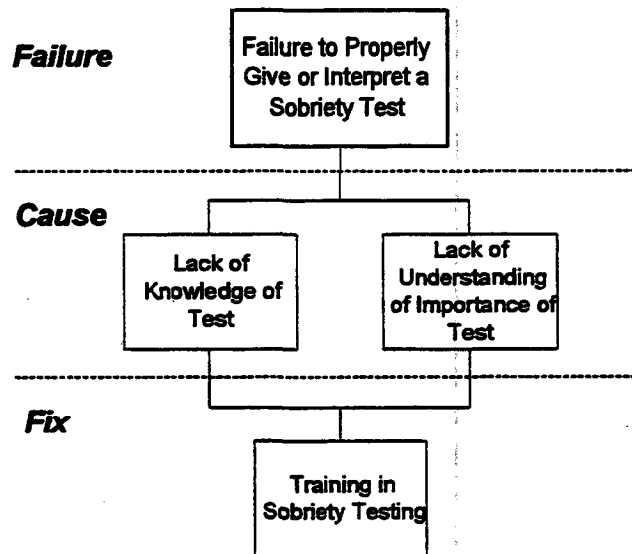 Failure
Failure to Properly
Give or Interpret a
Sobriety Test
Cause
Lack of
Knowledge of
Test
Lack of
Understanding
of Importance of
Test
Fix
Training in
Sobriety Testing